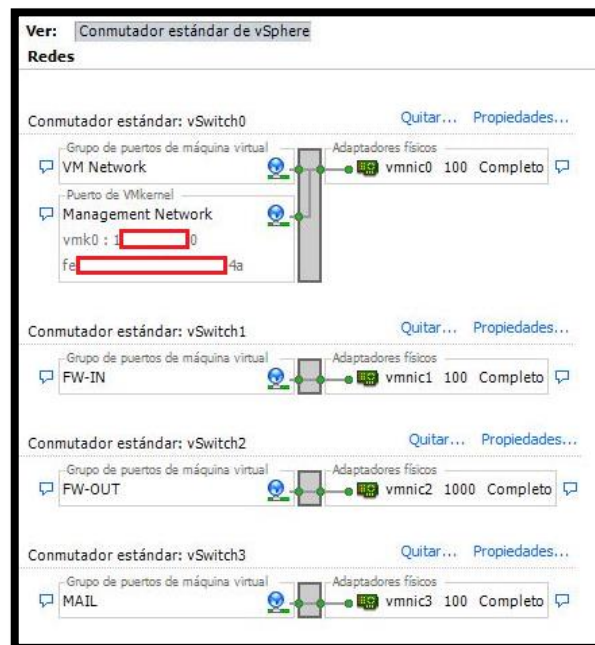 Ver: Conmutador estándar de vSphere
Redes
Conmutador estándar: vSwitch0 Quitar... Propiedades...
Grupo de puertos de máquina virtual Adaptadores físicos
VM Network vmnic0 100 Completo
Puerto de VMkernel
Management Network
vmk0 : 1 0
fe 4a
Conmutador estándar: vSwitch1 Quitar... Propiedades...
Grupo de puertos de máquina virtual Adaptadores físicos
FW-IN vmnic1 100 Completo
Conmutador estándar: vSwitch2 Quitar... Propiedades...
Grupo de puertos de máquina virtual Adaptadores físicos
FW-OUT vmnic2 1000 Completo
Conmutador estándar: vSwitch3 Quitar... Propiedades...
Grupo de puertos de máquina virtual Adaptadores físicos
MAIL vmnic3 100 Completo